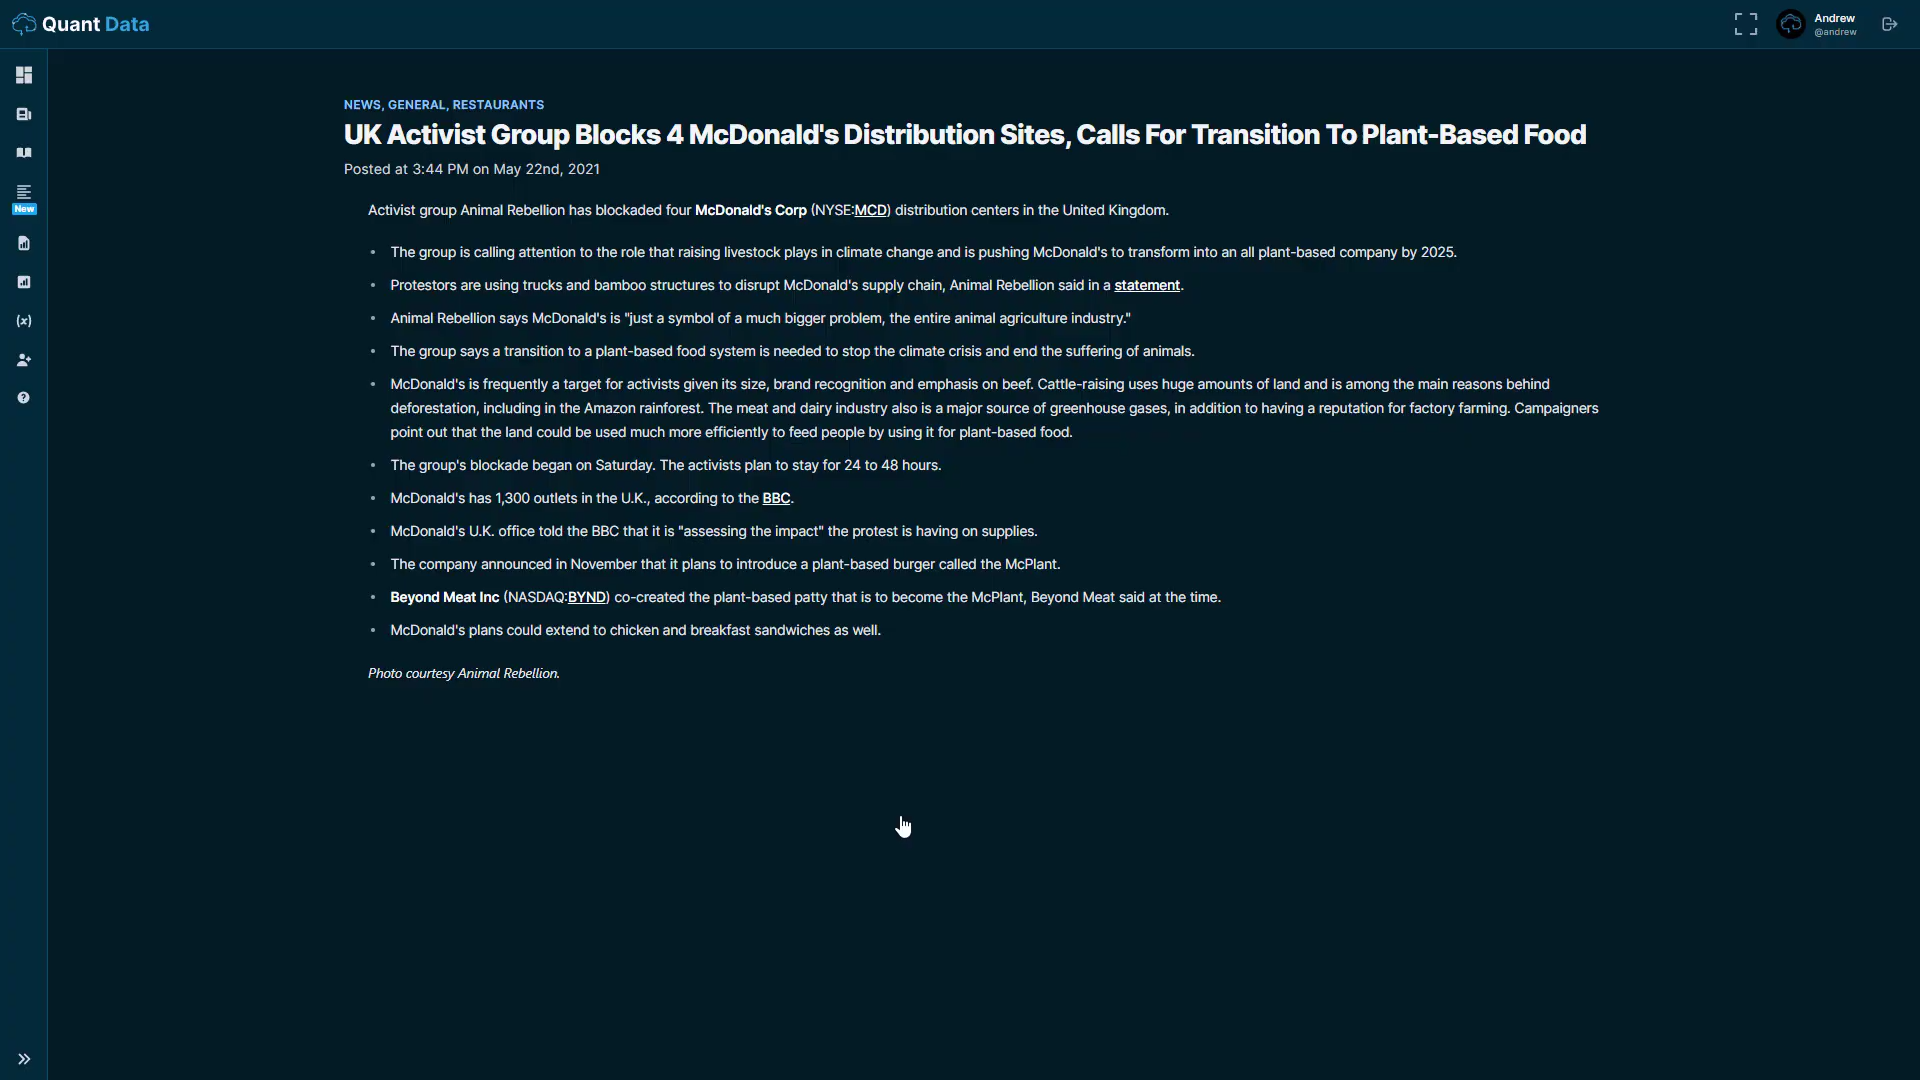 Quant Data
Andrew
@andrew
New
(x)
NEWS, GENERAL, RESTAURANTS
UK Activist Group Blocks 4 McDonald's Distribution Sites, Calls For Transition To Plant-Based Food
Posted at 3:44 PM on May 22nd, 2021
Activist group Animal Rebellion has blockaded four McDonald's Corp (NYSE:MCD) distribution centers in the United Kingdom.
• The group is calling attention to the role that raising livestock plays in climate change and is pushing McDonald's to transform into an all plant-based company by 2025.
• Protestors are using trucks and bamboo structures to disrupt McDonald's supply chain, Animal Rebellion said in a statement.
• Animal Rebellion says McDonald's is "just a symbol of a much bigger problem, the entire animal agriculture industry."
• The group says a transition to a plant-based food system is needed to stop the climate crisis and end the suffering of animals.
• McDonald's is frequently a target for activists given its size, brand recognition and emphasis on beef. Cattle-raising uses huge amounts of land and is among the main reasons behind
deforestation, including in the Amazon rainforest. The meat and dairy industry also is a major source of greenhouse gases, in addition to having a reputation for factory farming. Campaigners
point out that the land could be used much more efficiently to feed people by using it for plant-based food.
• The group's blockade began on Saturday. The activists plan to stay for 24 to 48 hours.
• McDonald's has 1,300 outlets in the U.K., according to the BBC.
• McDonald's U.K. office told the BBC that it is "assessing the impact" the protest is having on supplies.
• The company announced in November that it plans to introduce a plant-based burger called the McPlant.
• Beyond Meat Inc (NASDAQ:BYND) co-created the plant-based patty that is to become the McPlant, Beyond Meat said at the time.
• McDonald's plans could extend to chicken and breakfast sandwiches as well.
Photo courtesy Animal Rebellion.